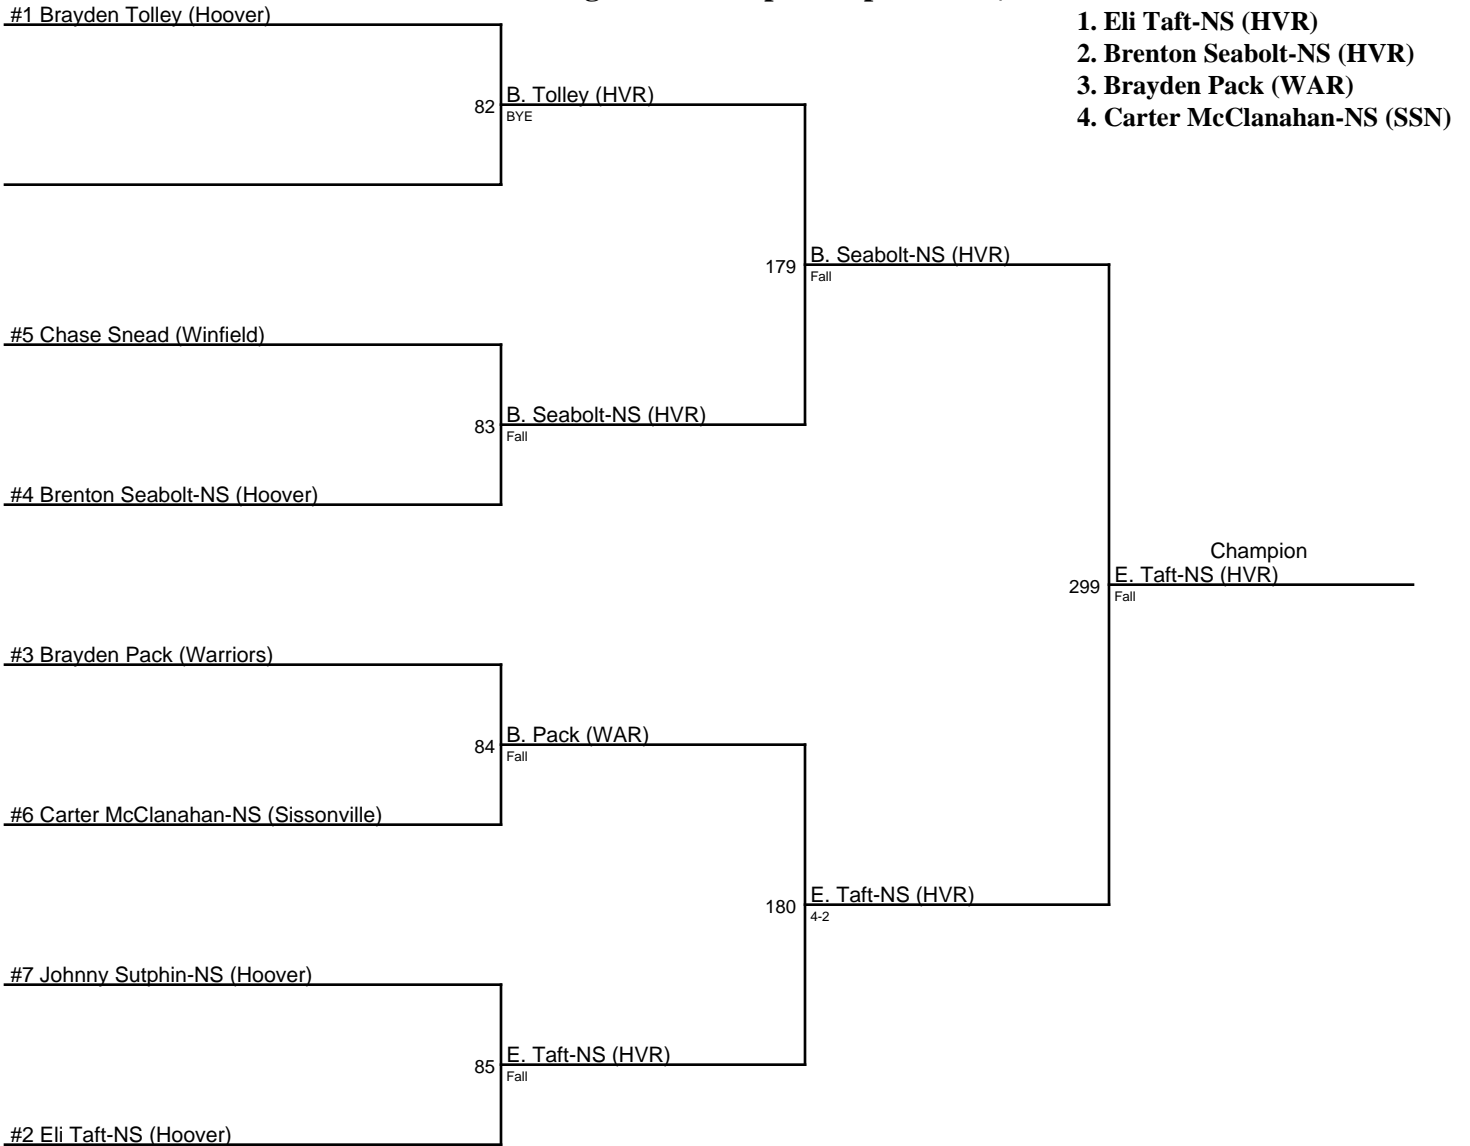 #1 Brayden Tolley (Hoover)
1. Eli Taft-NS (HVR)
2. Brenton Seabolt-NS (HVR)
3. Brayden Pack (WAR)
4. Carter McClanahan-NS (SSN)
82 B. Tolley (HVR)
BYE
179 B. Seabolt-NS (HVR)
Fall
#5 Chase Snead (Winfield)
83 B. Seabolt-NS (HVR)
Fall
#4 Brenton Seabolt-NS (Hoover)
Champion
299 E. Taft-NS (HVR)
Fall
#3 Brayden Pack (Warriors)
84 B. Pack (WAR)
Fall
#6 Carter McClanahan-NS (Sissonville)
180 E. Taft-NS (HVR)
4-2
#7 Johnny Sutphin-NS (Hoover)
85 E. Taft-NS (HVR)
Fall
#2 Eli Taft-NS (Hoover)